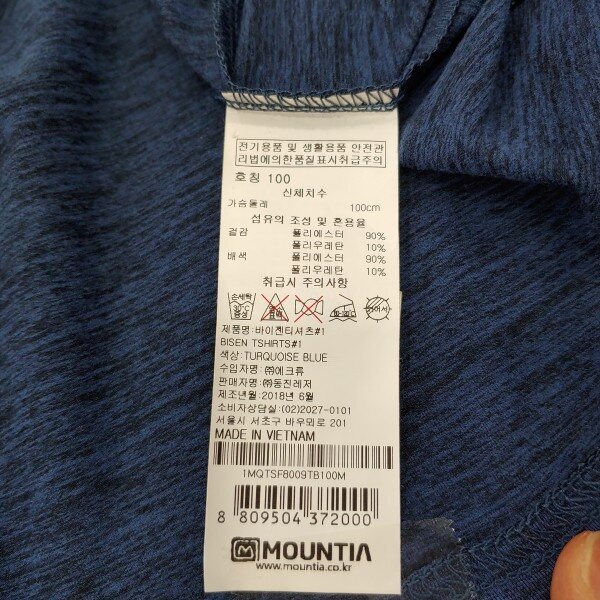 전기용품 및 생활용품 안전관
리법에의한품질표시취급주의
호칭 100
신체치수
가슴둘레 100cm
섬유의 조성 및 혼용율
겉감 폴리에스터 90%
폴리우레탄 10%
배색 폴리에스터 90%
폴리우레탄 10%
취급시 주의사항
손세탁 30℃ 중성
제품명:바이젠티셔츠#1
BISEN TSHIRTS#1
색상:TURQUOISE BLUE
수입자명:㈜에크류
판매자명:㈜동진레저
제조년월:2018년 6월
소비자상담실:(02)2027-0101
서울시 서초구 바우뫼로 201
MADE IN VIETNAM
1MQTSF8009TB100M
8 809504 372000
MOUNTIA
www.mountia.co.kr